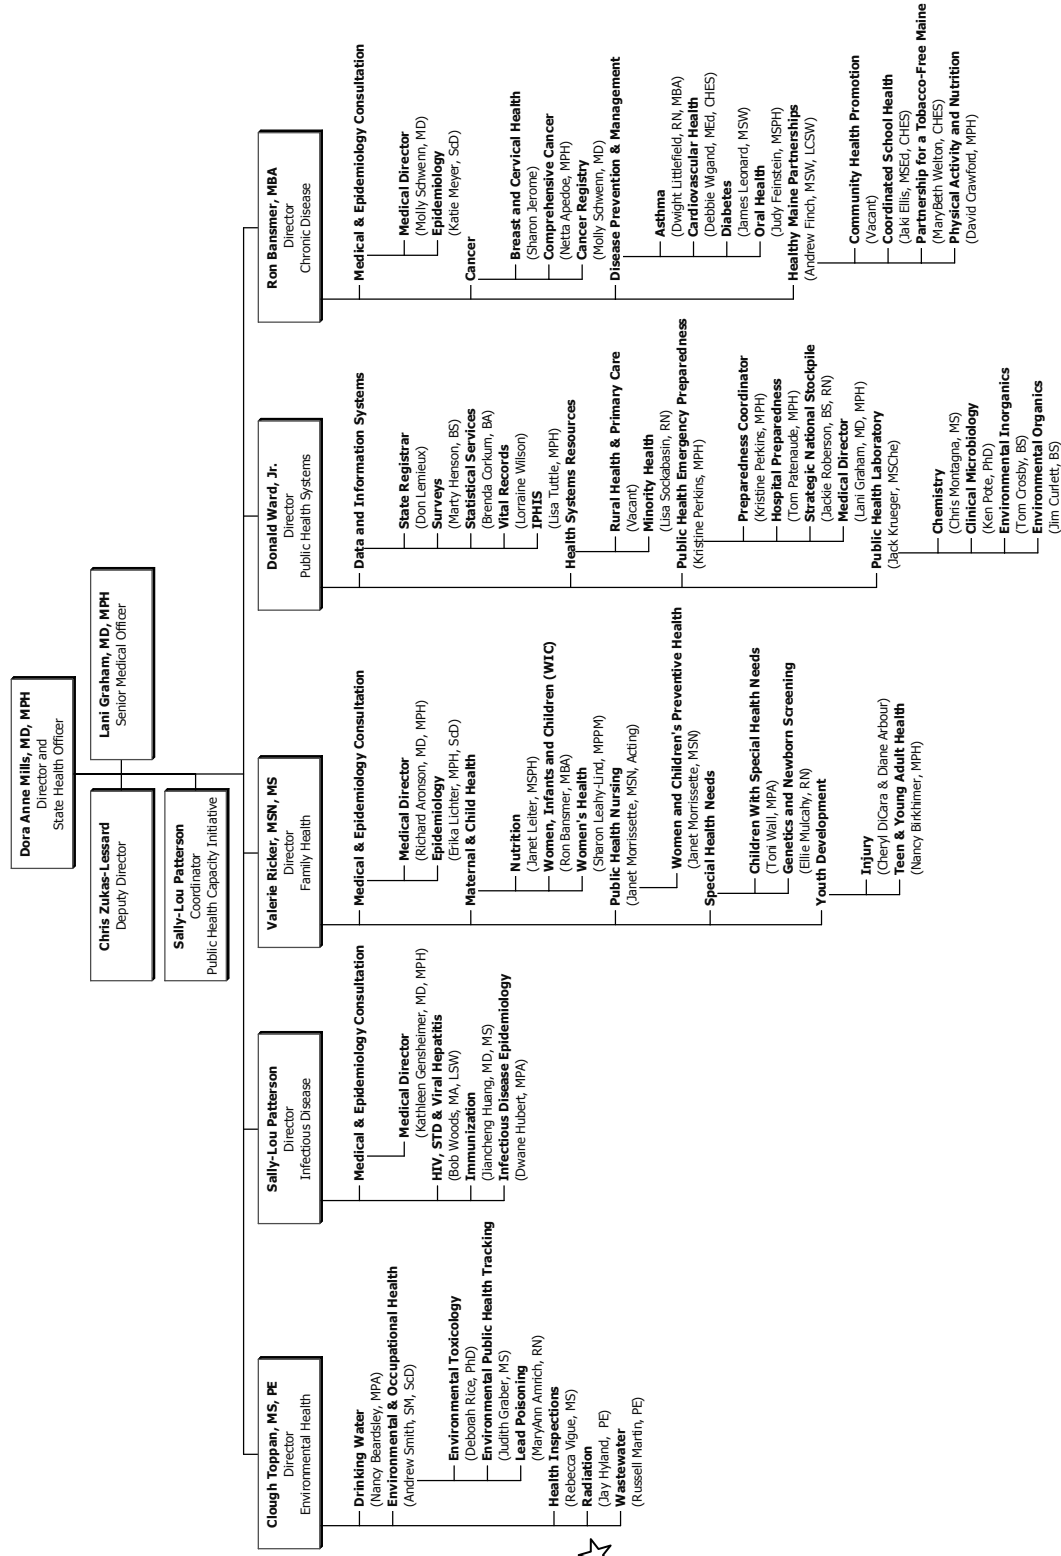 Dora Anne Mills, MD, MPH
Director and
State Health Officer
Chris Zukas-Lessard
Deputy Director
Lani Graham, MD, MPH
Senior Medical Officer
Sally-Lou Patterson
Coordinator
Public Health Capacity Initiative
Clough Toppan, MS, PE
Director
Environmental Health
Drinking Water
(Nancy Beardsley, MPA)
Environmental & Occupational Health
(Andrew Smith, SM, ScD)
Environmental Toxicology
(Deborah Rice, PhD)
Environmental Public Health Tracking
(Judith Graber, MS)
Lead Poisoning
(MaryAnn Amrich, RN)
Health Inspections
(Rebecca Vigue, MS)
Radiation
(Jay Hyland, PE)
Wastewater
(Russell Martin, PE)
Sally-Lou Patterson
Director
Infectious Disease
Medical & Epidemiology Consultation
Medical Director
(Kathleen Gensheimer, MD, MPH)
HIV, STD & Viral Hepatitis
(Bob Woods, MA, LSW)
Immunization
(Jiancheng Huang, MD, MS)
Infectious Disease Epidemiology
(Dwane Hubert, MPA)
Valerie Ricker, MSN, MS
Director
Family Health
Medical & Epidemiology Consultation
Medical Director
(Richard Aronson, MD, MPH)
Epidemiology
(Erika Lichter, MPH, ScD)
Maternal & Child Health
Nutrition
(Janet Leiter, MSPH)
Women, Infants and Children (WIC)
(Ron Bansmer, MBA)
Women's Health
(Sharon Leahy-Lind, MPPM)
Public Health Nursing
(Janet Morrissette, MSN, Acting)
Women and Children's Preventive Health
(Janet Morrissette, MSN)
Special Health Needs
Children With Special Health Needs
(Toni Wall, MPA)
Genetics and Newborn Screening
(Ellie Mulcahy, RN)
Youth Development
Injury
(Cheryl DiCara & Diane Arbour)
Teen & Young Adult Health
(Nancy Birkhimer, MPH)
Donald Ward, Jr.
Director
Public Health Systems
Data and Information Systems
State Registrar
(Don Lemieux)
Surveys
(Marty Henson, BS)
Statistical Services
(Brenda Corkum, BA)
Vital Records
(Lorraine Wilson)
IPHIS
(Lisa Tuttle, MPH)
Health Systems Resources
Rural Health & Primary Care
(Vacant)
Minority Health
(Lisa Sockabasin, RN)
Public Health Emergency Preparedness
(Kristine Perkins, MPH)
Preparedness Coordinator
(Kristine Perkins, MPH)
Hospital Preparedness
(Tom Patenaude, MPH)
Strategic National Stockpile
(Jackie Roberson, BS, RN)
Medical Director
(Lani Graham, MD, MPH)
Public Health Laboratory
(Jack Krueger, MSChe)
Chemistry
(Chris Montagna, MS)
Clinical Microbiology
(Ken Pote, PhD)
Environmental Inorganics
(Tom Crosby, BS)
Environmental Organics
(Jim Curlett, BS)
Ron Bansmer, MBA
Director
Chronic Disease
Medical & Epidemiology Consultation
Medical Director
(Molly Schwenn, MD)
Epidemiology
(Katie Meyer, ScD)
Cancer
Breast and Cervical Health
(Sharon Jerome)
Comprehensive Cancer
(Netta Apedoe, MPH)
Cancer Registry
(Molly Schwenn, MD)
Disease Prevention & Management
Asthma
(Dwight Littlefield, RN, MBA)
Cardiovascular Health
(Debbie Wigand, MEd, CHES)
Diabetes
(James Leonard, MSW)
Oral Health
(Judy Feinstein, MSPH)
Healthy Maine Partnerships
(Andrew Finch, MSW, LCSW)
Community Health Promotion
(Vacant)
Coordinated School Health
(Jaki Ellis, MSEd, CHES)
Partnership for a Tobacco-Free Maine
(MaryBeth Welton, CHES)
Physical Activity and Nutrition
(David Crawford, MPH)